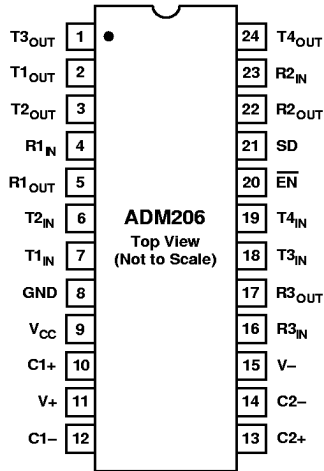 T3OUT 1 24 T4OUT
T1OUT 2 23 R2IN
T2OUT 3 22 R2OUT
R1IN 4 21 SD
R1OUT 5 20 EN
T2IN 6 19 T4IN
ADM206
Top View
(Not to Scale)
T1IN 7 18 T3IN
GND 8 17 R3OUT
VCC 9 16 R3IN
C1+ 10 15 V–
V+ 11 14 C2–
C1– 12 13 C2+